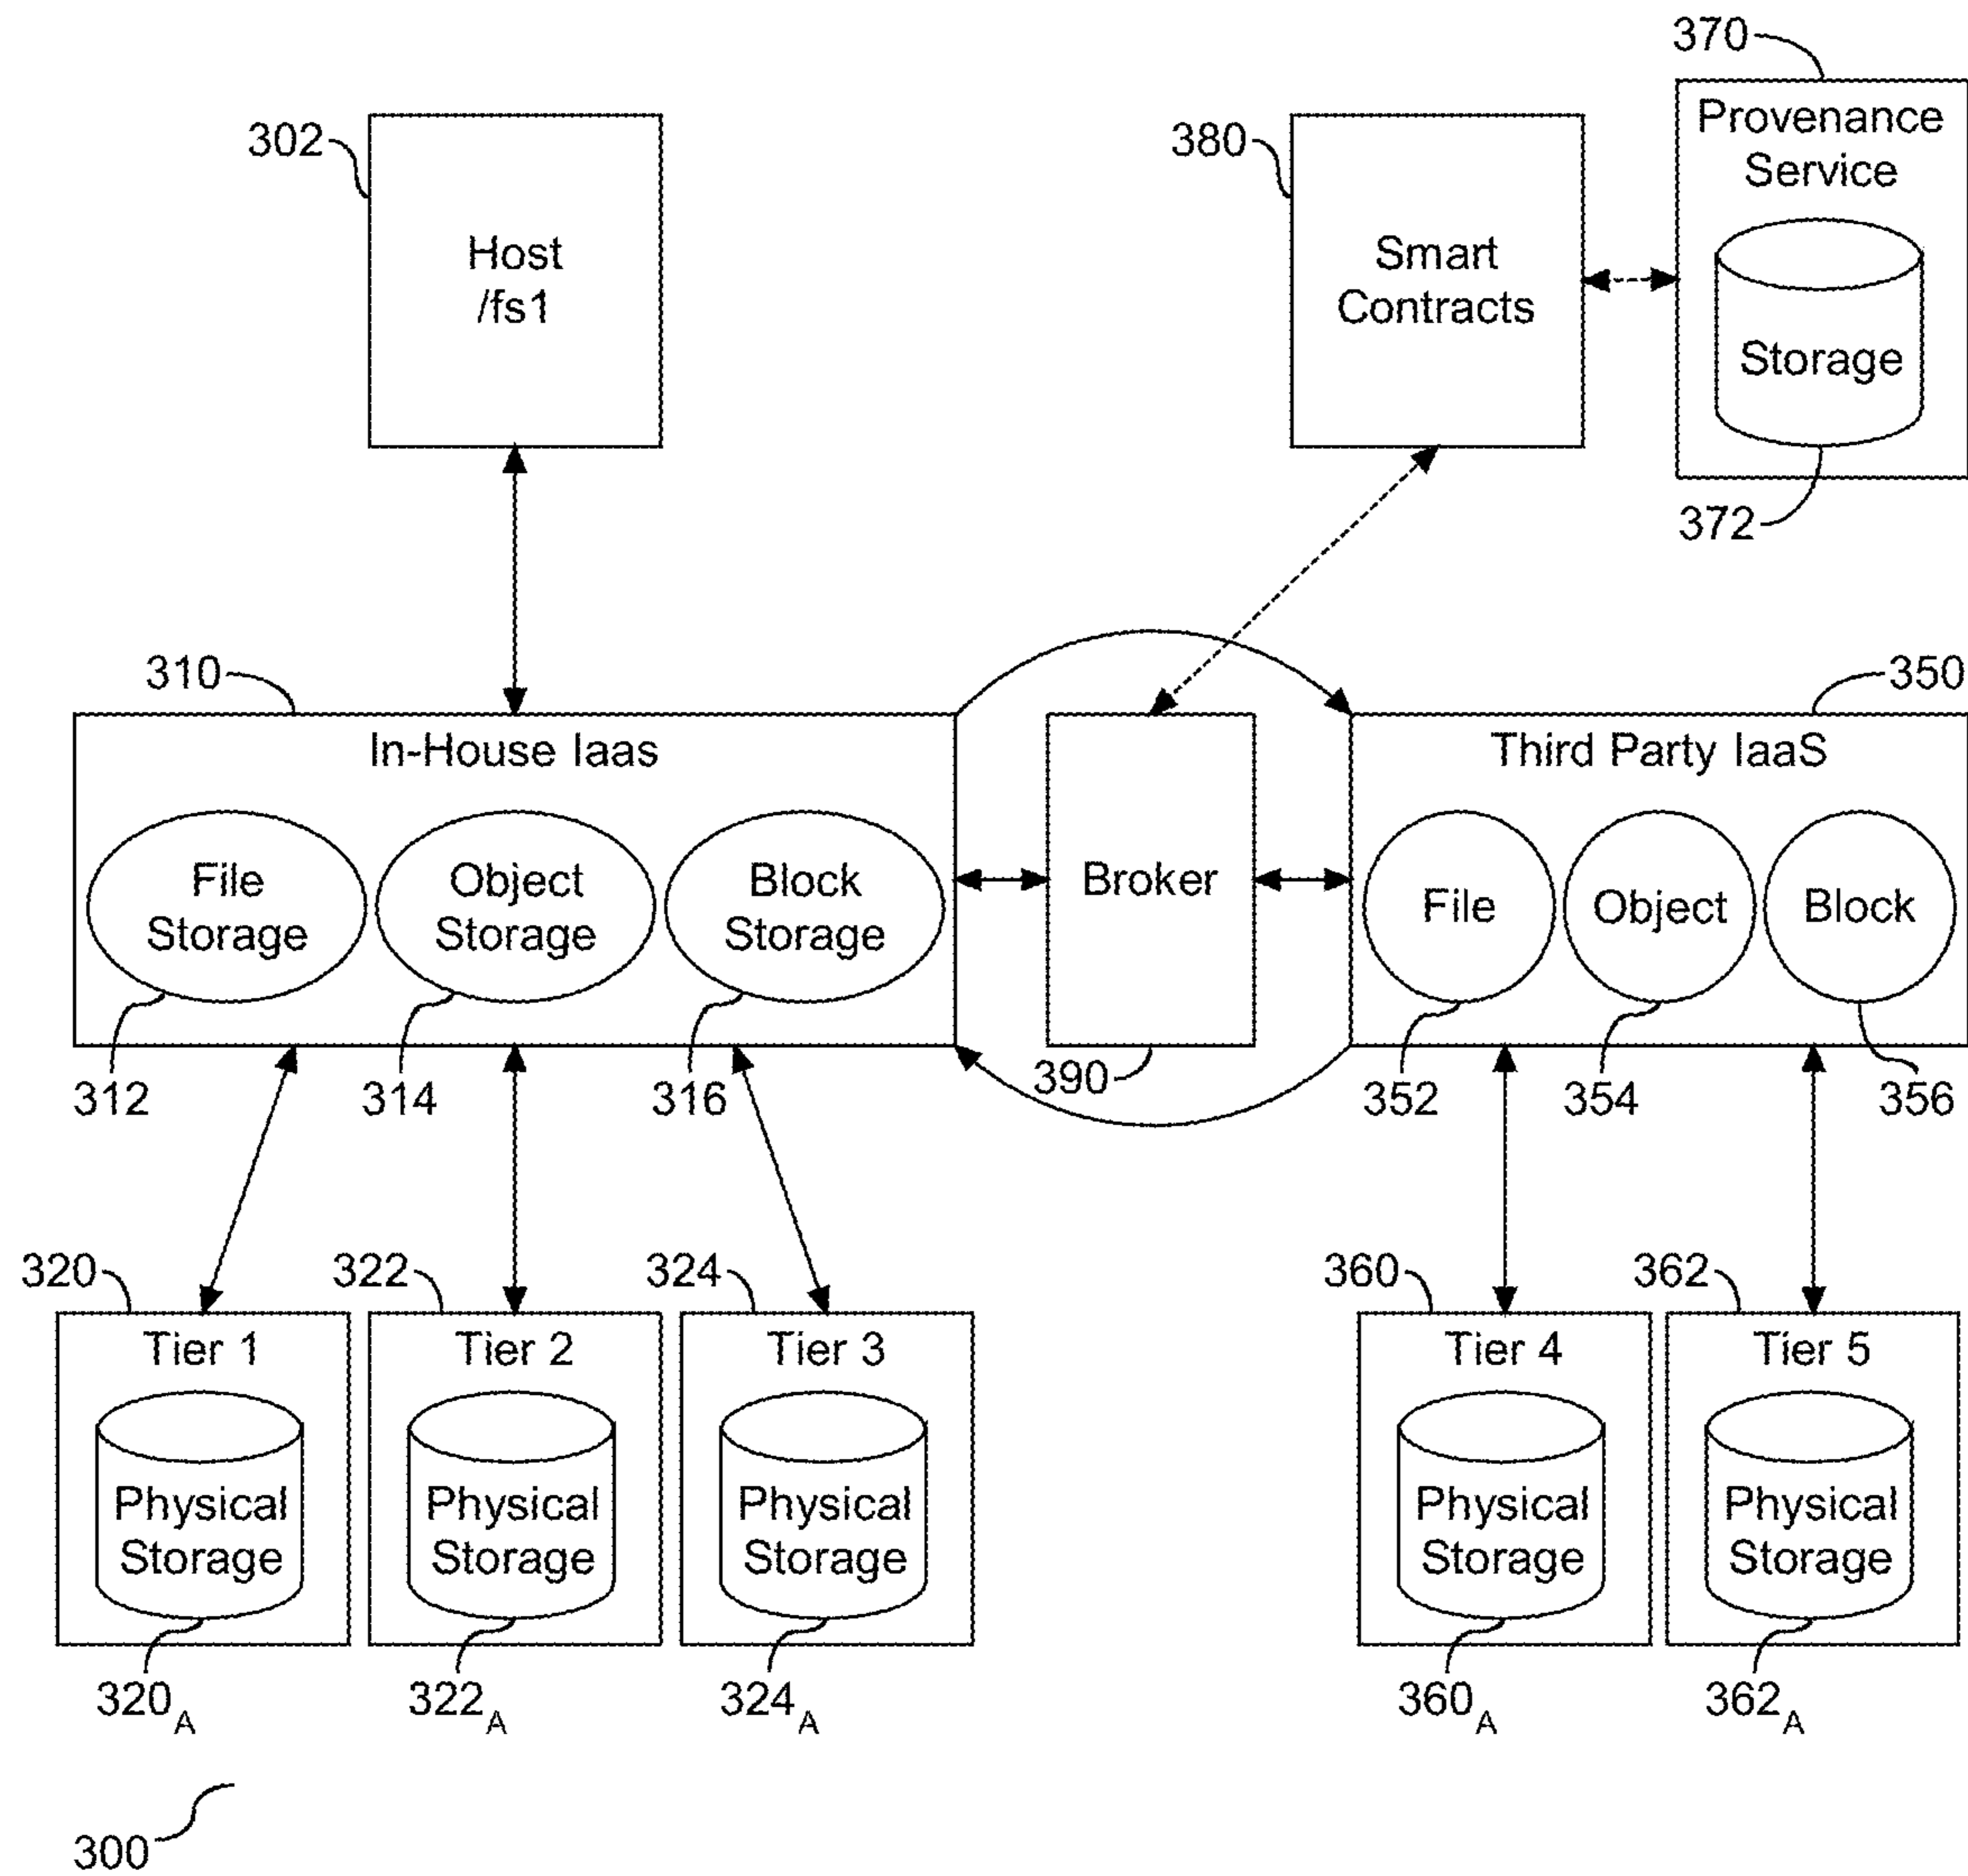 370
Provenance
Service
302
380
Host
/fs1
Smart
Contracts
Storage
372
310
350
In-House Iaas
Third Party IaaS
File
Storage
Object
Storage
Block
Storage
Broker
File
Object
Block
312
314
316
390
352
354
356
320
322
324
360
362
Tier 1
Tier 2
Tier 3
Tier 4
Tier 5
Physical
Storage
Physical
Storage
Physical
Storage
Physical
Storage
Physical
Storage
320A
322A
324A
360A
362A
300